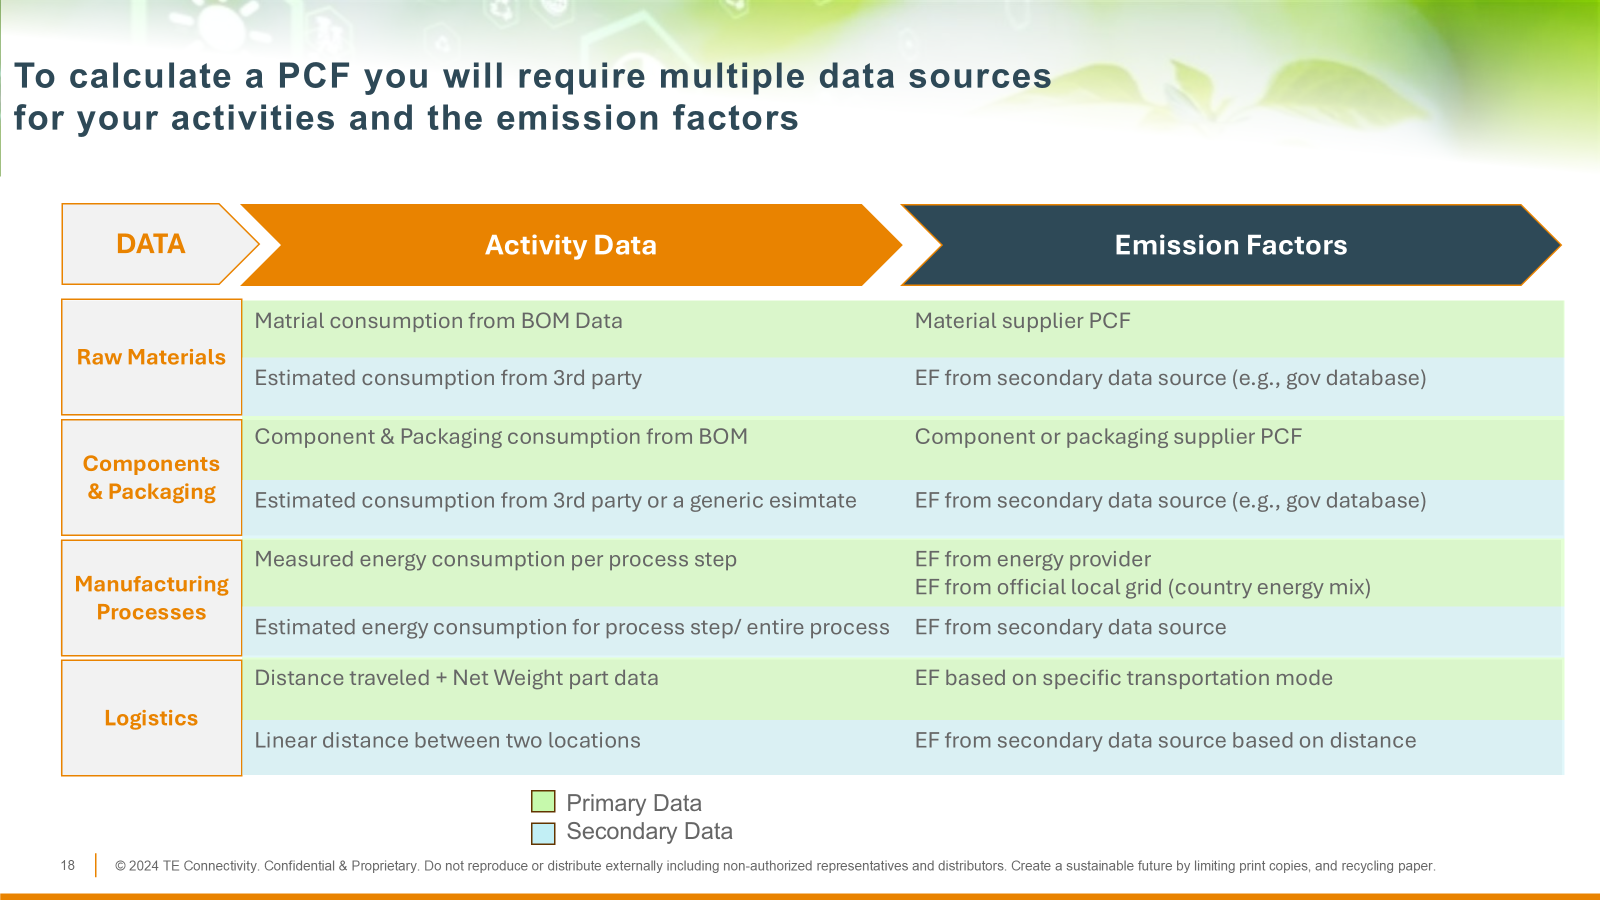 To calculate a PCF you will require multiple data sources
for your activities and the emission factors
DATA
Activity Data
Emission Factors
Raw Materials
Matrial consumption from BOM Data
Material supplier PCF
Estimated consumption from 3rd party
EF from secondary data source (e.g., gov database)
Components
& Packaging
Component & Packaging consumption from BOM
Component or packaging supplier PCF
Estimated consumption from 3rd party or a generic esimtate
EF from secondary data source (e.g., gov database)
Manufacturing
Processes
Measured energy consumption per process step
EF from energy provider
EF from official local grid (country energy mix)
Estimated energy consumption for process step/ entire process
EF from secondary data source
Logistics
Distance traveled + Net Weight part data
EF based on specific transportation mode
Linear distance between two locations
EF from secondary data source based on distance
Primary Data
Secondary Data
18
© 2024 TE Connectivity. Confidential & Proprietary. Do not reproduce or distribute externally including non-authorized representatives and distributors. Create a sustainable future by limiting print copies, and recycling paper.